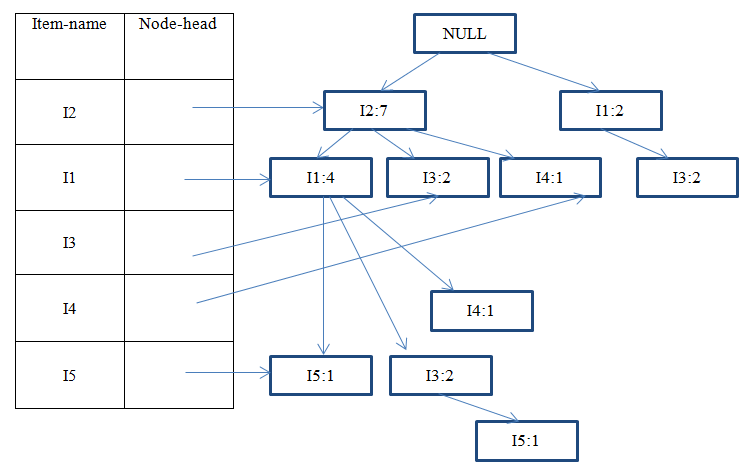 Item-name Node-head
NULL
I2 I2:7 I1:2
I1 I1:4 I3:2 I4:1 I3:2
I3
I4 I4:1
I5 I5:1 I3:2
I5:1